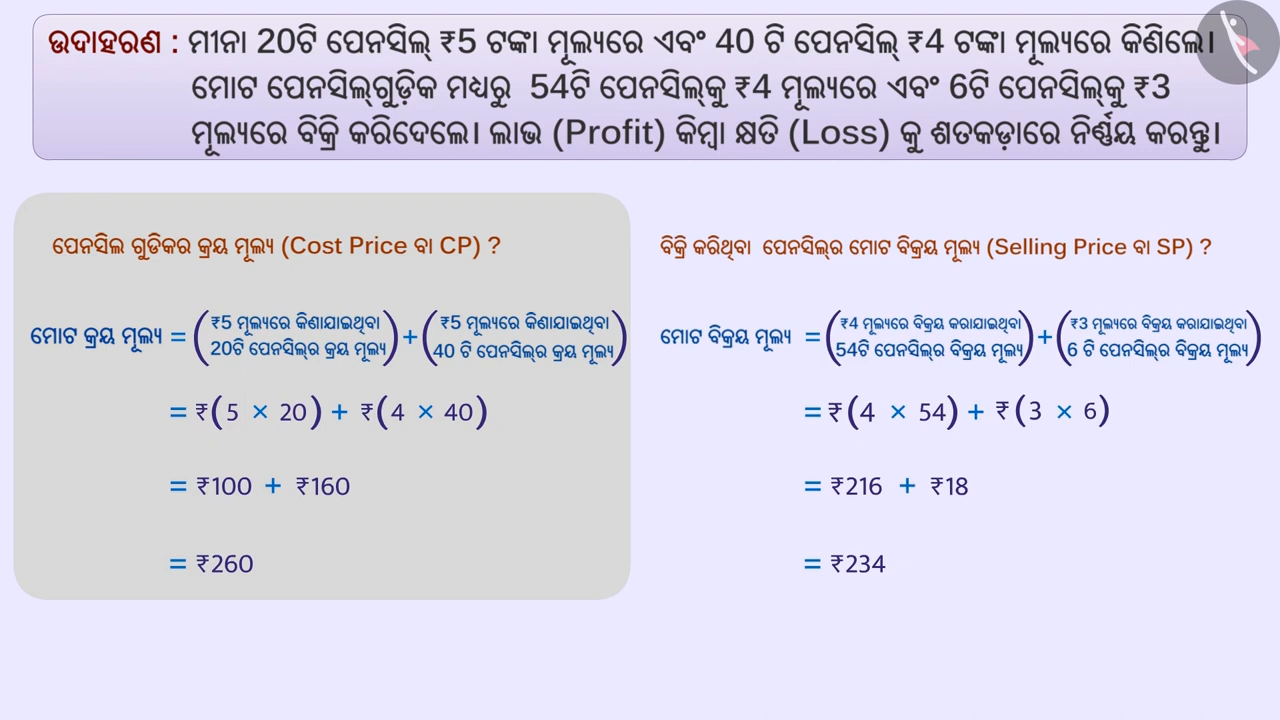 ଉଦାହରଣ : ମୀନା 20ଟି ପେନସିଲ୍ ₹5 ଟଙ୍କା ମୂଲ୍ୟରେ ଏବଂ 40 ଟି ପେନସିଲ୍ ₹4 ଟଙ୍କା ମୂଲ୍ୟରେ କିଣିଲେ।
ମୋଟ ପେନସିଲ୍‌ଗୁଡ଼ିକ ମଧ୍ୟରୁ 54ଟି ପେନସିଲ୍‌କୁ ₹4 ମୂଲ୍ୟରେ ଏବଂ 6ଟି ପେନସିଲ୍‌କୁ ₹3
ମୂଲ୍ୟରେ ବିକ୍ରି କରିଦେଲେ। ଲାଭ (Profit) କିମ୍ବା କ୍ଷତି (Loss) କୁ ଶତକଡ଼ାରେ ନିର୍ଣ୍ଣୟ କରନ୍ତୁ।
ପେନସିଲ ଗୁଡିକର କ୍ରୟ ମୂଲ୍ୟ (Cost Price ବା CP) ?
ମୋଟ କ୍ରୟ ମୂଲ୍ୟ = (₹5 ମୂଲ୍ୟରେ କିଣାଯାଇଥିବା 20ଟି ପେନସିଲ୍‌ର କ୍ରୟ ମୂଲ୍ୟ) + (₹5 ମୂଲ୍ୟରେ କିଣାଯାଇଥିବା 40 ଟି ପେନସିଲ୍‌ର କ୍ରୟ ମୂଲ୍ୟ)
= ₹(5 × 20) + ₹(4 × 40)
= ₹100 + ₹160
= ₹260
ବିକ୍ରି କରିଥିବା ପେନସିଲ୍‌ର ମୋଟ ବିକ୍ରୟ ମୂଲ୍ୟ (Selling Price ବା SP) ?
ମୋଟ ବିକ୍ରୟ ମୂଲ୍ୟ = (₹4 ମୂଲ୍ୟରେ ବିକ୍ରୟ କରାଯାଇଥିବା 54ଟି ପେନସିଲ୍‌ର ବିକ୍ରୟ ମୂଲ୍ୟ) + (₹3 ମୂଲ୍ୟରେ ବିକ୍ରୟ କରାଯାଇଥିବା 6 ଟି ପେନସିଲ୍‌ର ବିକ୍ରୟ ମୂଲ୍ୟ)
= ₹(4 × 54) + ₹(3 × 6)
= ₹216 + ₹18
= ₹234